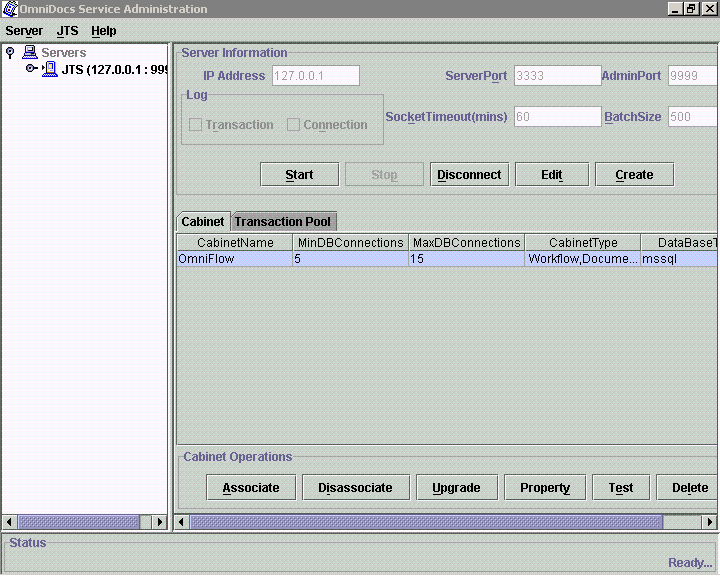 OmniDocs Service Administration
Server JTS Help
Servers
JTS (127.0.0.1 : 999
Server Information
IP Address 127.0.0.1 ServerPort 3333 AdminPort 9999
Log
Transaction Connection
SocketTimeout(mins) 60 BatchSize 500
Start Stop Disconnect Edit Create
Cabinet Transaction Pool
CabinetName MinDBConnections MaxDBConnections CabinetType DataBaseT
OmniFlow 5 15 Workflow,Docume... mssql
Cabinet Operations
Associate Disassociate Upgrade Property Test Delete
Status
Ready...